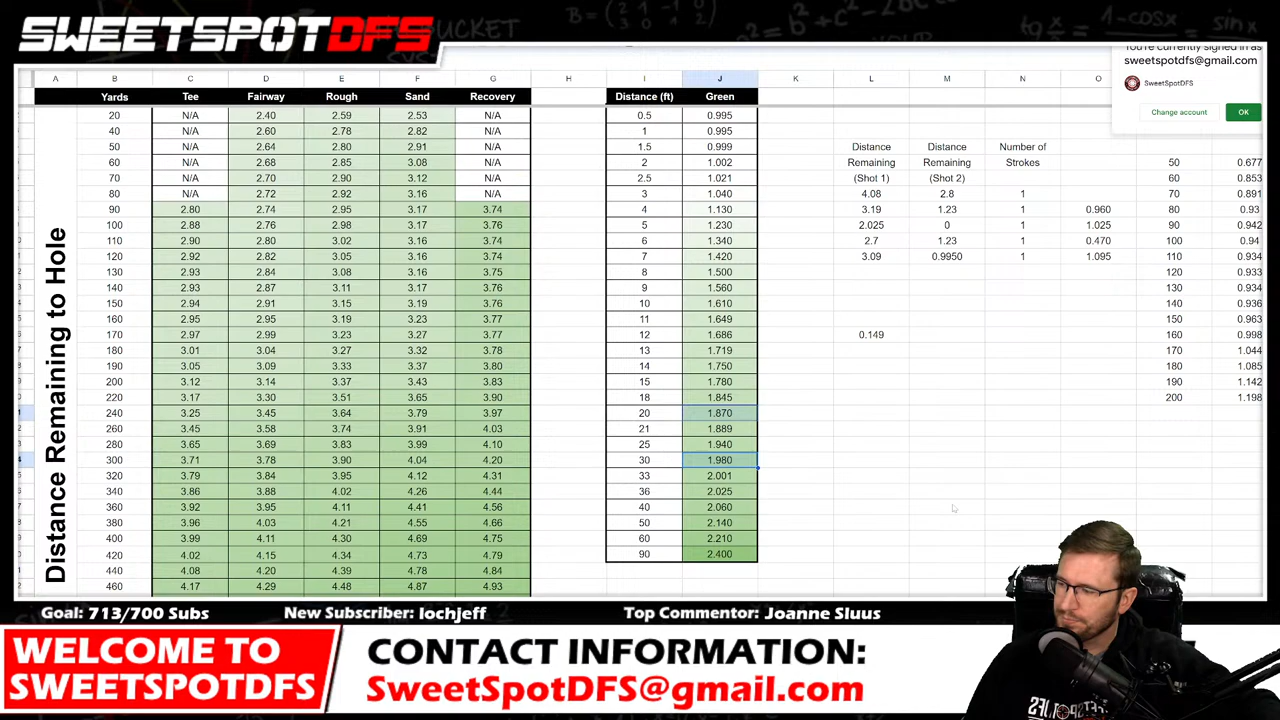 SWEETSPOTDFS
You're currently signed in as
sweetspotdfs@gmail.com
SweetSpotDFS
Change account OK
A B C D E F G H I J K L M N O
Yards Tee Fairway Rough Sand Recovery Distance (ft) Green
Distance Remaining to Hole
20 N/A 2.40 2.59 2.53 N/A 0.5 0.995
40 N/A 2.60 2.78 2.82 N/A 1 0.995
50 N/A 2.64 2.80 2.91 N/A 1.5 0.999 Distance Distance Number of
60 N/A 2.68 2.85 3.08 N/A 2 1.002 Remaining Remaining Strokes 50 0.677
70 N/A 2.70 2.90 3.12 N/A 2.5 1.021 (Shot 1) (Shot 2) 60 0.853
80 N/A 2.72 2.92 3.16 N/A 3 1.040 4.08 2.8 1 70 0.891
90 2.80 2.74 2.95 3.17 3.74 4 1.130 3.19 1.23 1 0.960 80 0.93
100 2.88 2.76 2.98 3.17 3.76 5 1.230 2.025 0 1 1.025 90 0.942
110 2.90 2.80 3.02 3.16 3.74 6 1.340 2.7 1.23 1 0.470 100 0.94
120 2.92 2.82 3.05 3.16 3.74 7 1.420 3.09 0.9950 1 1.095 110 0.934
130 2.93 2.84 3.08 3.16 3.75 8 1.500 120 0.933
140 2.93 2.87 3.11 3.17 3.76 9 1.560 130 0.934
150 2.94 2.91 3.15 3.19 3.76 10 1.610 140 0.936
160 2.95 2.95 3.19 3.23 3.77 11 1.649 150 0.963
170 2.97 2.99 3.23 3.27 3.77 12 1.686 0.149 160 0.998
180 3.01 3.04 3.27 3.32 3.78 13 1.719 170 1.044
190 3.05 3.09 3.33 3.37 3.80 14 1.750 180 1.085
200 3.12 3.14 3.37 3.43 3.83 15 1.780 190 1.142
220 3.17 3.30 3.51 3.65 3.90 18 1.845 200 1.198
240 3.25 3.45 3.64 3.79 3.97 20 1.870
260 3.45 3.58 3.74 3.91 4.03 21 1.889
280 3.65 3.69 3.83 3.99 4.10 25 1.940
300 3.71 3.78 3.90 4.04 4.20 30 1.980
320 3.79 3.84 3.95 4.12 4.31 33 2.001
340 3.86 3.88 4.02 4.26 4.44 36 2.025
360 3.92 3.95 4.11 4.41 4.56 40 2.060
380 3.96 4.03 4.21 4.55 4.66 50 2.140
400 3.99 4.11 4.30 4.69 4.75 60 2.210
420 4.02 4.15 4.34 4.73 4.79 90 2.400
440 4.08 4.20 4.39 4.78 4.84
460 4.17 4.29 4.48 4.87 4.93
Goal: 713/700 Subs New Subscriber: lochjeff Top Commentor: Joanne Sluus
WELCOME TO
SWEETSPOTDFS
CONTACT INFORMATION:
SweetSpotDFS@gmail.com